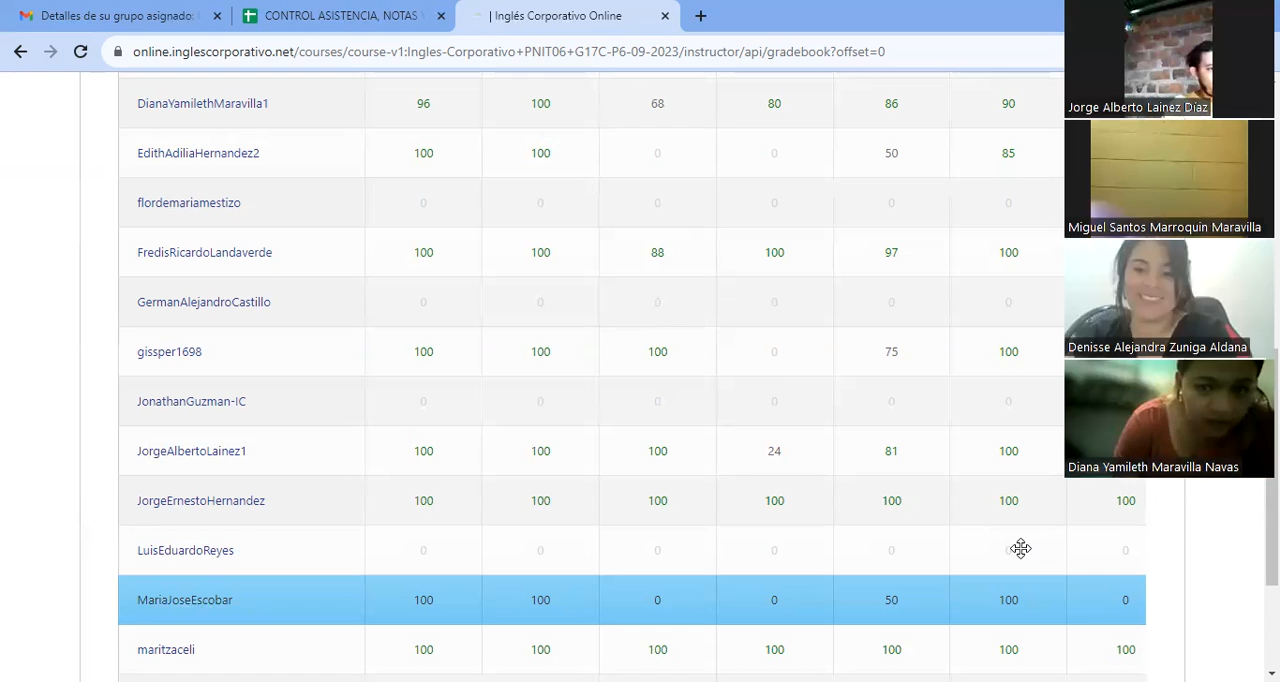 Detalles de su grupo asignado:
CONTROL ASISTENCIA, NOTAS Y
| Inglés Corporativo Online
online.inglescorporativo.net/courses/course-v1:Ingles-Corporativo+PNIT06+G17C-P6-09-2023/instructor/api/gradebook?offset=0
DianaYamilethMaravilla1 96 100 68 80 86 90
EdithAdiliaHernandez2 100 100 0 0 50 85
flordemariamestizo 0 0 0 0 0 0
FredisRicardoLandaverde 100 100 88 100 97 100
GermanAlejandroCastillo 0 0 0 0 0 0
gissper1698 100 100 100 0 75 100
JonathanGuzman-IC 0 0 0 0 0 0
JorgeAlbertoLainez1 100 100 100 24 81 100
JorgeErnestoHernandez 100 100 100 100 100 100 100
LuisEduardoReyes 0 0 0 0 0 0 0
MariaJoseEscobar 100 100 0 0 50 100 0
maritzaceli 100 100 100 100 100 100 100
Jorge Alberto Lainez Diaz
Miguel Santos Marroquin Maravilla
Denisse Alejandra Zuniga Aldana
Diana Yamileth Maravilla Navas